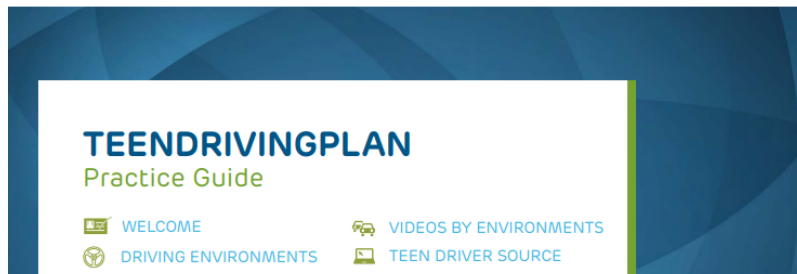 TEENDRIVINGPLAN
Practice Guide
WELCOME
VIDEOS BY ENVIRONMENTS
DRIVING ENVIRONMENTS
TEEN DRIVER SOURCE